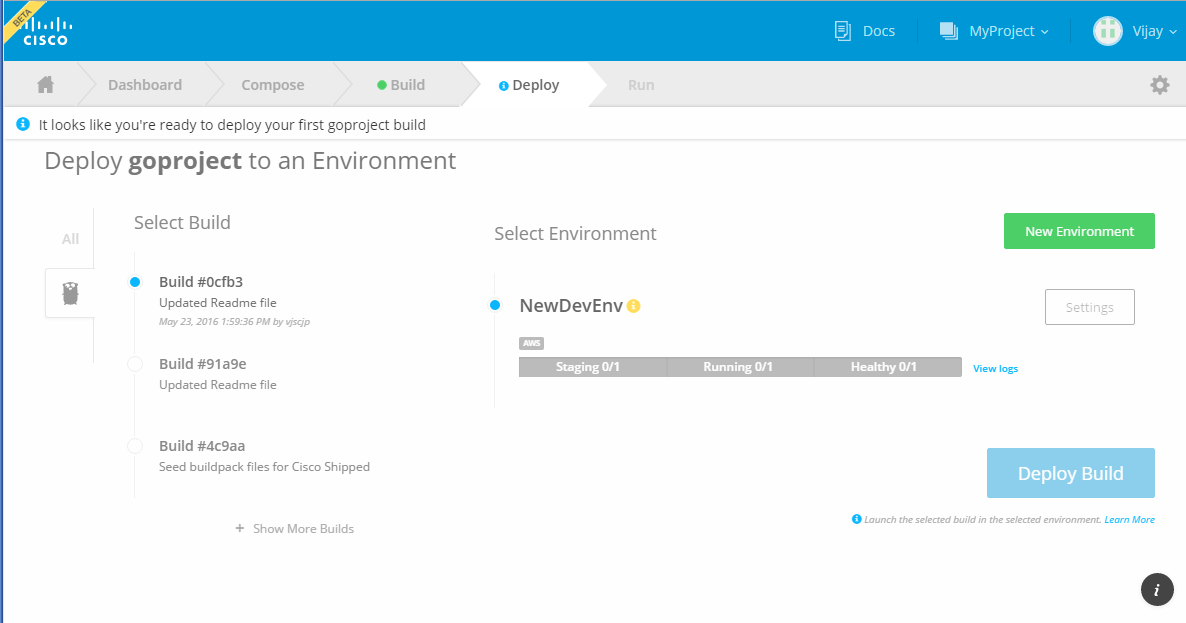 BETA
CISCO
Docs
MyProject
Vijay
Dashboard
Compose
Build
Deploy
Run
It looks like you're ready to deploy your first goproject build
Deploy goproject to an Environment
All
Select Build
Build #0cfb3
Updated Readme file
May 23, 2016 1:59:36 PM by vjscjp
Build #91a9e
Updated Readme file
Build #4c9aa
Seed buildpack files for Cisco Shipped
+ Show More Builds
Select Environment
New Environment
NewDevEnv
Settings
AWS
Staging 0/1
Running 0/1
Healthy 0/1
View logs
Deploy Build
Launch the selected build in the selected environment. Learn More